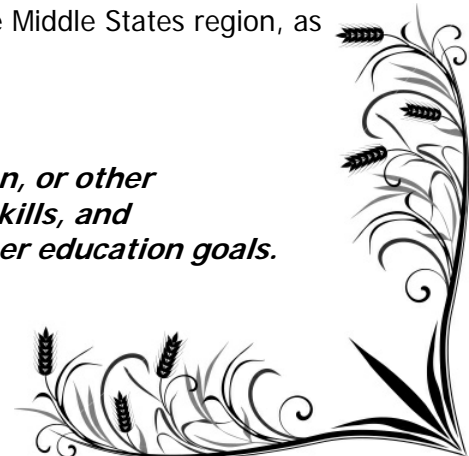 e Middle States region, as
n, or other
kills, and
er education goals.